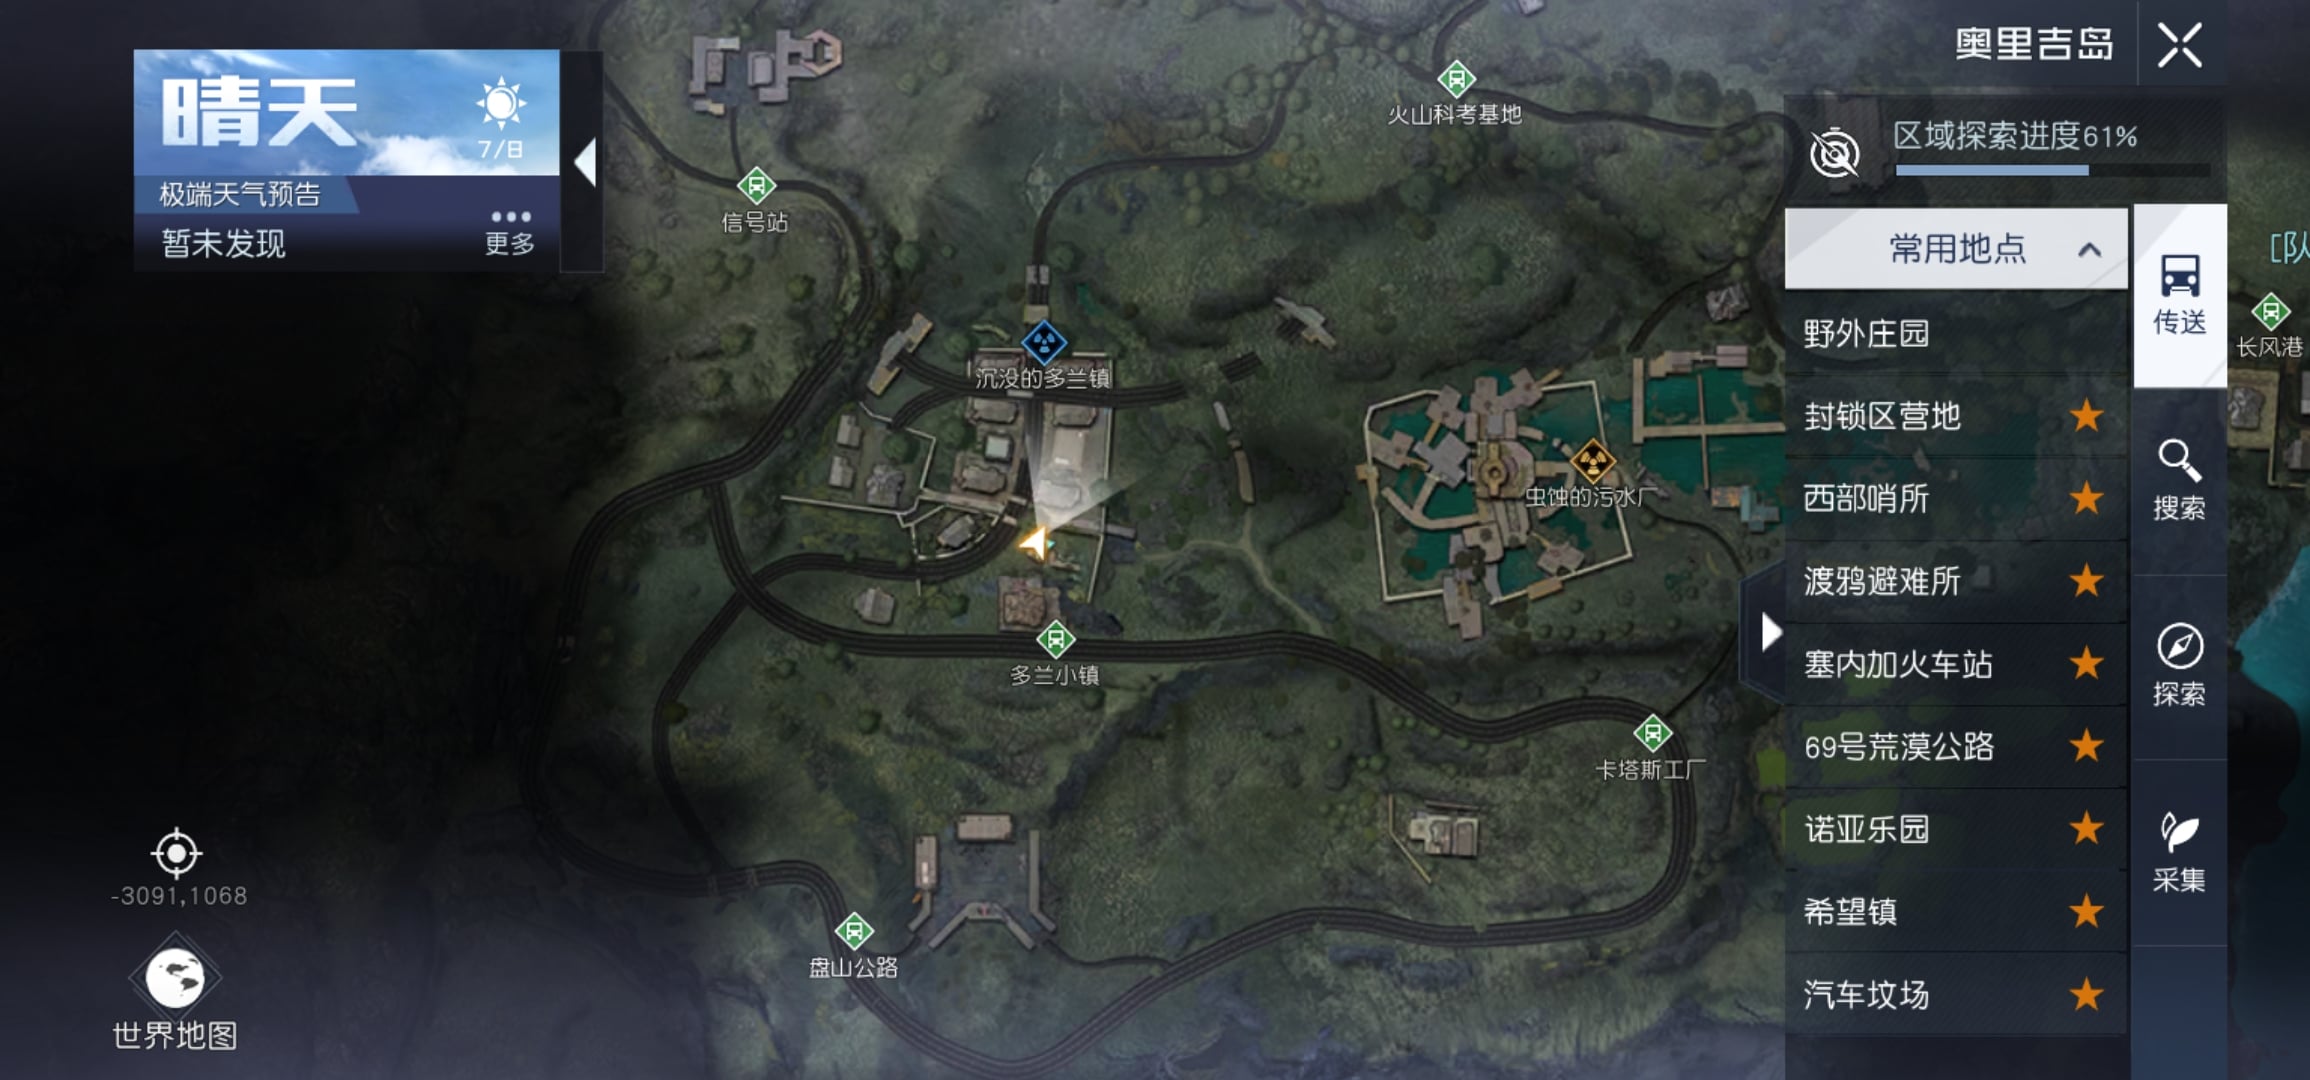 晴天
7/日
极端天气预告
暂未发现
更多
信号站
火山科考基地
沉没的多兰镇
虫蚀的污水厂
多兰小镇
卡塔斯工厂
盘山公路
-3091,1068
世界地图
奥里吉岛
区域探索进度61%
常用地点
野外庄园
封锁区营地
西部哨所
渡鸦避难所
塞内加火车站
69号荒漠公路
诺亚乐园
希望镇
汽车坟场
传送
搜索
探索
采集
[队
长风港